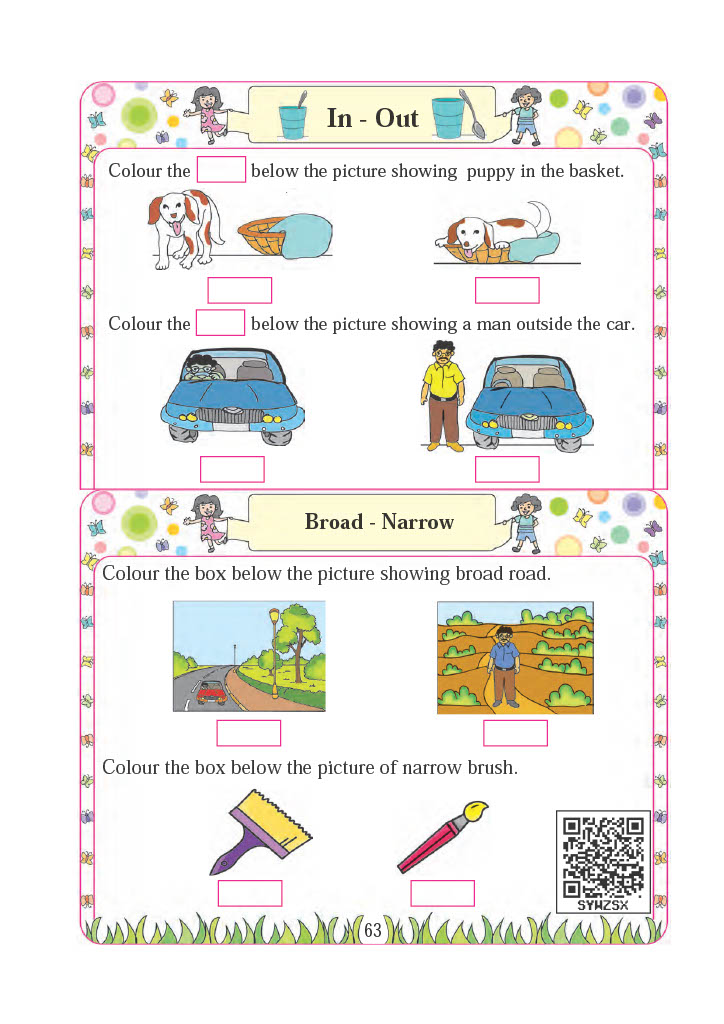 In - Out
Colour the below the picture showing puppy in the basket.
Colour the below the picture showing a man outside the car.
Broad - Narrow
Colour the box below the picture showing broad road.
Colour the box below the picture of narrow brush.
SYWZSX
63